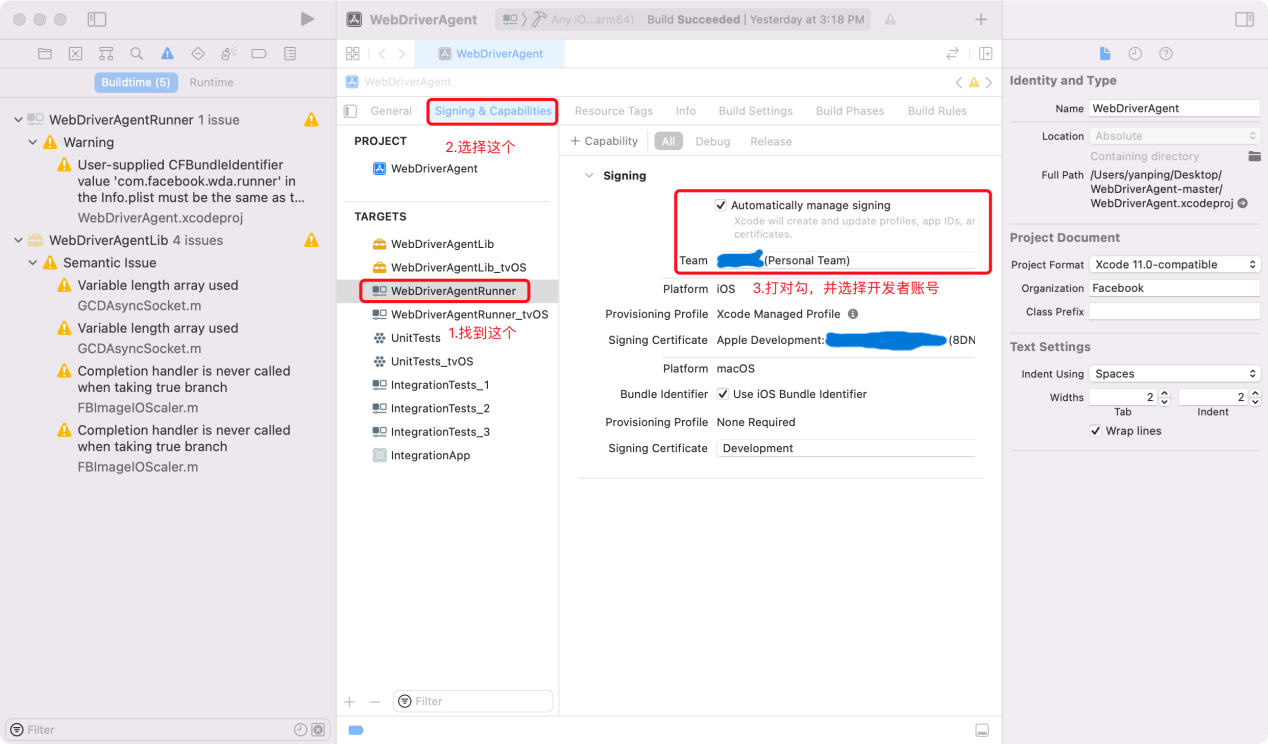 WebDriverAgent
Any iO...arm64)
Build Succeeded | Yesterday at 3:18 PM
WebDriverAgent
Buildtime (5)
Runtime
WebDriverAgent
WebDriverAgentRunner 1 issue
Warning
User-supplied CFBundleIdentifier
value 'com.facebook.wda.runner' in
the Info.plist must be the same as t...
WebDriverAgent.xcodeproj
WebDriverAgentLib 4 issues
Semantic Issue
Variable length array used
GCDAsyncSocket.m
Variable length array used
GCDAsyncSocket.m
Completion handler is never called
when taking true branch
FBImageIOScaler.m
Completion handler is never called
when taking true branch
FBImageIOScaler.m
Filter
General
Signing & Capabilities
Resource Tags
Info
Build Settings
Build Phases
Build Rules
2.选择这个
PROJECT
WebDriverAgent
TARGETS
WebDriverAgentLib
WebDriverAgentLib_tvOS
WebDriverAgentRunner
WebDriverAgentRunner_tvOS
UnitTests
1.找到这个
UnitTests_tvOS
IntegrationTests_1
IntegrationTests_2
IntegrationTests_3
IntegrationApp
Filter
Capability
All
Debug
Release
Signing
Automatically manage signing
Xcode will create and update profiles, app IDs, ar
certificates.
Team
(Personal Team)
Platform iOS
3.打对勾，并选择开发者账号
Provisioning Profile Xcode Managed Profile
Signing Certificate Apple Development:
(8DN
Platform macOS
Bundle Identifier
Use iOS Bundle Identifier
Provisioning Profile None Required
Signing Certificate Development
Identity and Type
Name WebDriverAgent
Location Absolute
Containing directory
Full Path /Users/yanping/Desktop/
WebDriverAgent-master/
WebDriverAgent.xcodeproj
Project Document
Project Format Xcode 11.0-compatible
Organization Facebook
Class Prefix
Text Settings
Indent Using Spaces
Widths 2 2
Tab Indent
Wrap lines